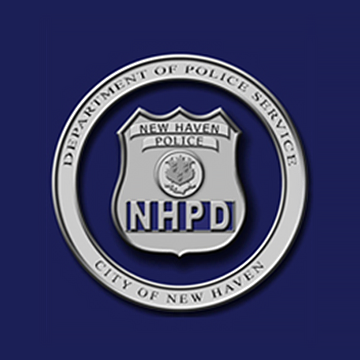 DEPARTMENT OF POLICE SERVICE
NEW HAVEN
POLICE
NHPD
CITY OF NEW HAVEN